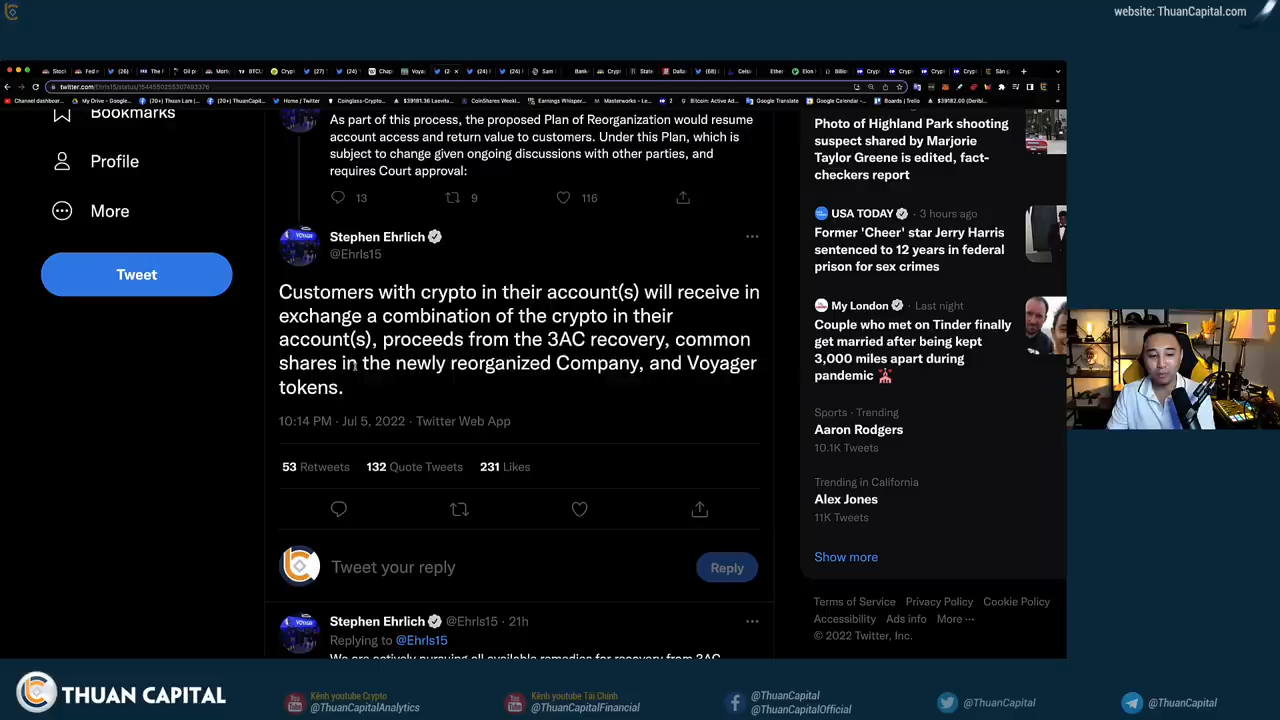 website: ThuanCapital.com
twitter.com/Ehrls15/status/1544550255307493376
Bookmarks
Profile
More
Tweet
As part of this process, the proposed Plan of Reorganization would resume
account access and return value to customers. Under this Plan, which is
subject to change given ongoing discussions with other parties, and
requires Court approval:
13
9
116
Stephen Ehrlich
@Ehrls15
Customers with crypto in their account(s) will receive in
exchange a combination of the crypto in their
account(s), proceeds from the 3AC recovery, common
shares in the newly reorganized Company, and Voyager
tokens.
10:14 PM · Jul 5, 2022 · Twitter Web App
53 Retweets 132 Quote Tweets 231 Likes
Tweet your reply
Reply
Stephen Ehrlich @Ehrls15 · 21h
Replying to @Ehrls15
We are actively pursuing all available remedies for recovery from 3AC
Photo of Highland Park shooting
suspect shared by Marjorie
Taylor Greene is edited, fact-
checkers report
USA TODAY · 3 hours ago
Former 'Cheer' star Jerry Harris
sentenced to 12 years in federal
prison for sex crimes
My London · Last night
Couple who met on Tinder finally
get married after being kept
3,000 miles apart during
pandemic
Sports · Trending
Aaron Rodgers
10.1K Tweets
Trending in California
Alex Jones
11K Tweets
Show more
Terms of Service Privacy Policy Cookie Policy
Accessibility Ads info More ···
© 2022 Twitter, Inc.
THUAN CAPITAL
Kênh youtube Crypto
@ThuanCapitalAnalytics
Kênh youtube Tài Chính
@ThuanCapitalFinancial
@ThuanCapital
@ThuanCapitalOfficial
@ThuanCapital
@ThuanCapital